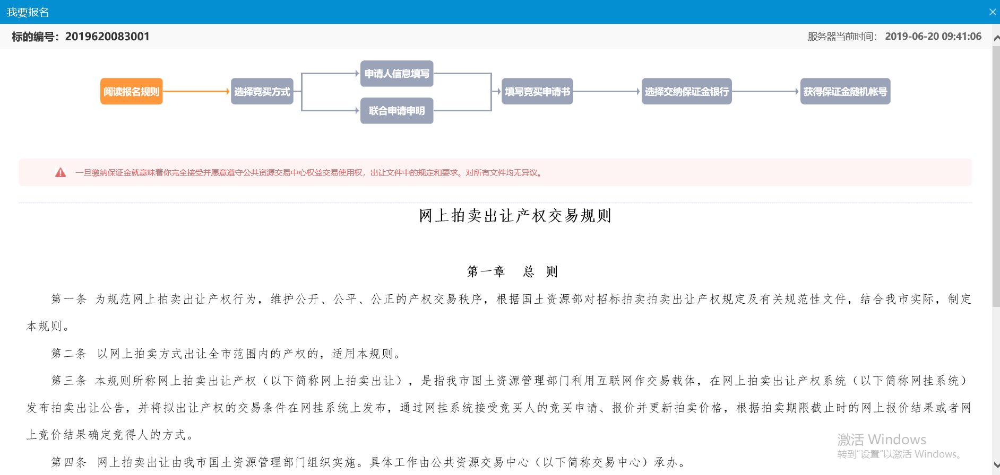 我要报名
标的编号：2019620083001
服务器当前时间： 2019-06-20 09:41:06
阅读报名规则
选择竞买方式
申请人信息填写
联合申请申明
填写竞买申请书
选择交纳保证金银行
获得保证金随机帐号
一旦缴纳保证金就意味着你完全接受并愿意遵守公共资源交易中心权益交易使用权，出让文件中的规定和要求。对所有文件均无异议。
网上拍卖出让产权交易规则
第一章 总 则
第一条 为规范网上拍卖出让产权行为，维护公开、公平、公正的产权交易秩序，根据国土资源部对招标拍卖拍卖出让产权规定及有关规范性文件，结合我市实际，制定
本规则。
第二条 以网上拍卖方式出让全市范围内的产权的，适用本规则。
第三条 本规则所称网上拍卖出让产权（以下简称网上拍卖出让），是指我市国土资源管理部门利用互联网作交易载体，在网上拍卖出让产权系统（以下简称网挂系统）
发布拍卖出让公告，并将拟出让产权的交易条件在网挂系统上发布，通过网挂系统接受竞买人的竞买申请、报价并更新拍卖价格，根据拍卖期限截止时的网上报价结果或者网
上竞价结果确定竞得人的方式。
第四条 网上拍卖出让由我市国土资源管理部门组织实施。具体工作由公共资源交易中心（以下简称交易中心）承办。
激活 Windows
转到“设置”以激活 Windows。